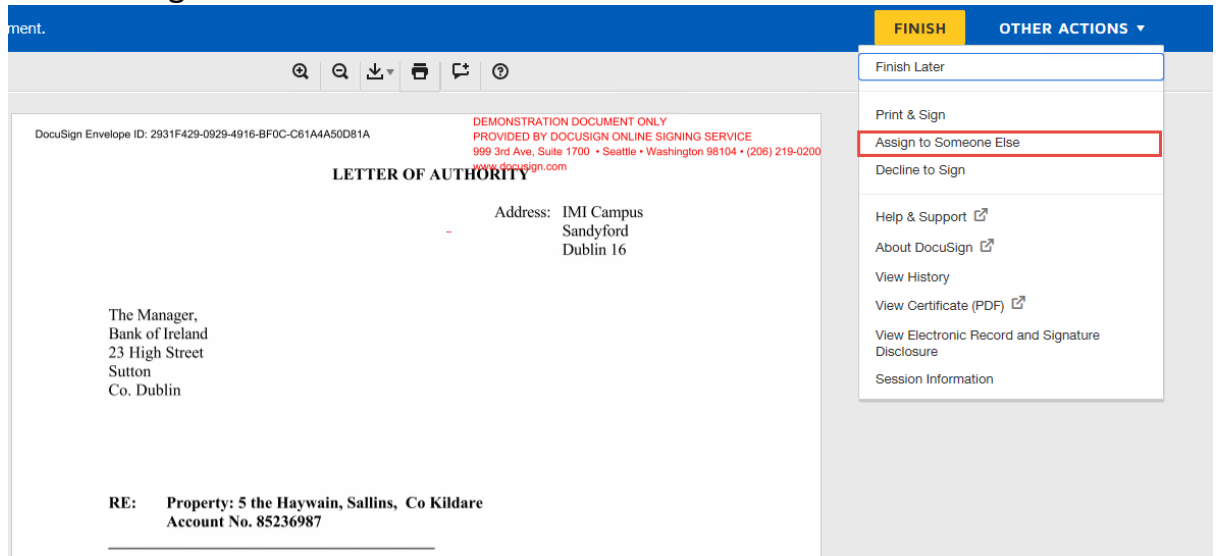 ment.
FINISH
OTHER ACTIONS
Finish Later
Print & Sign
Assign to Someone Else
Decline to Sign
Help & Support
About DocuSign
View History
View Certificate (PDF)
View Electronic Record and Signature
Disclosure
Session Information
DocuSign Envelope ID: 2931F429-0929-4916-BF0C-C61A4A50D81A
DEMONSTRATION DOCUMENT ONLY
PROVIDED BY DOCUSIGN ONLINE SIGNING SERVICE
999 3rd Ave, Suite 1700 • Seattle • Washington 98104 • (206) 219-0200
www.docusign.com
LETTER OF AUTHORITY
Address: IMI Campus
Sandyford
Dublin 16
The Manager,
Bank of Ireland
23 High Street
Sutton
Co. Dublin
RE: Property: 5 the Haywain, Sallins, Co Kildare
Account No. 85236987